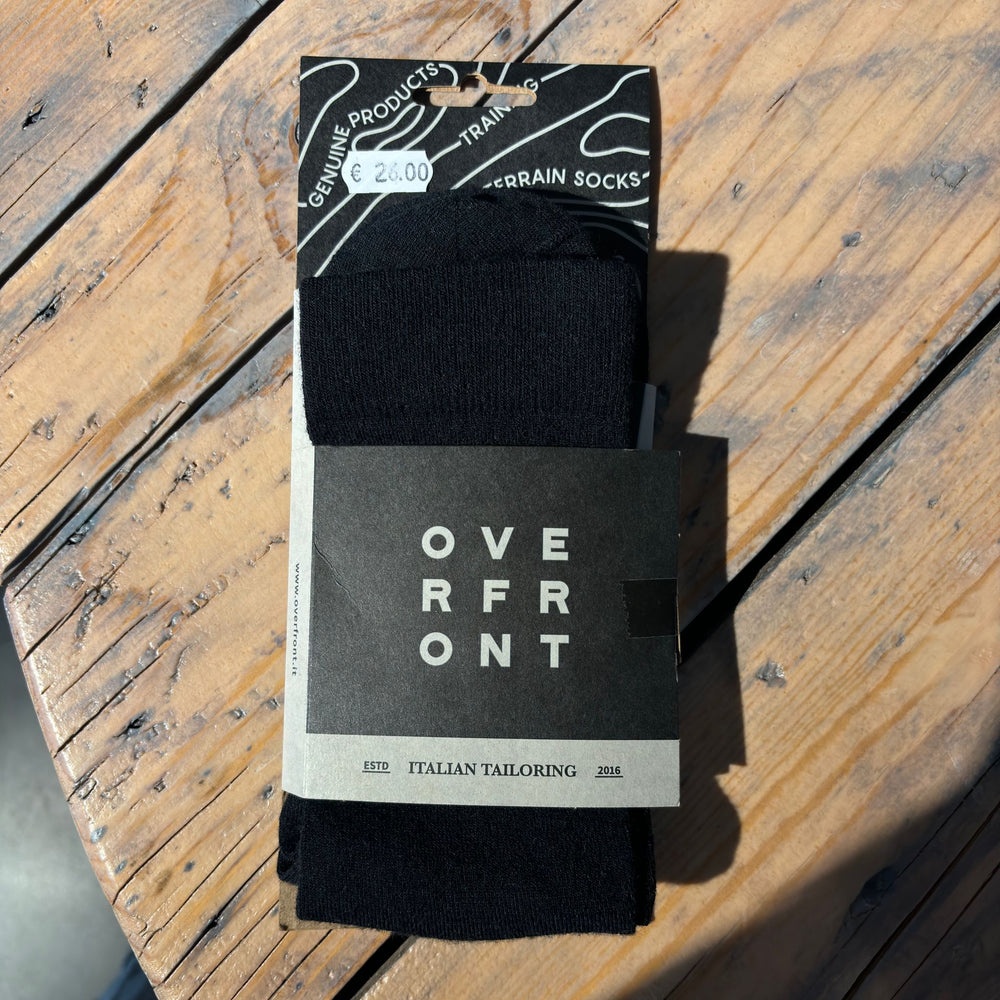 GENUINE PRODUCTS
TRAINING
TERRAIN SOCKS
€ 26.00
OVE
RFR
ONT
www.overfront.it
ESTD ITALIAN TAILORING 2016